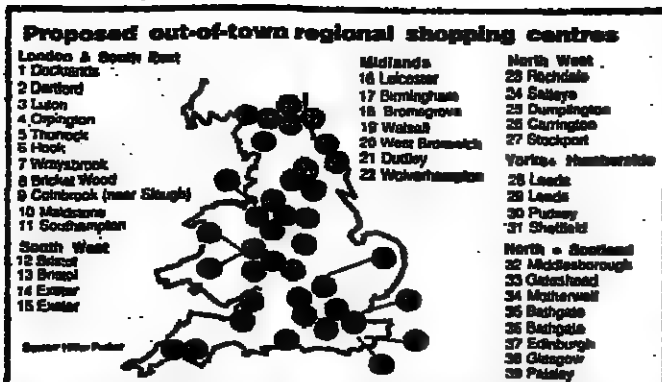 Proposed out-of-town regional shopping centres
London & South East
1 Docklands
2 Dartford
3 Luton
4 Orpington
5 Thurrock
6 Hook
7 Wraysbrook
8 Bricket Wood
9 Colnbrook (near Slough)
10 Maidstone
11 Southampton
South West
12 Bristol
13 Bristol
14 Exeter
15 Exeter
Source: Hillier Parker
Midlands
16 Leicester
17 Birmingham
18 Bromsgrove
19 Walsall
20 West Bromwich
21 Dudley
22 Wolverhampton
North West
23 Rochdale
24 Salleys
25 Dumplington
26 Carrington
27 Stockport
Yorks. Humberside
28 Leeds
29 Leeds
30 Pudsey
31 Sheffield
North & Scotland
32 Middlesborough
33 Gateshead
34 Motherwell
35 Bathgate
36 Bathgate
37 Edinburgh
38 Glasgow
39 Paisley